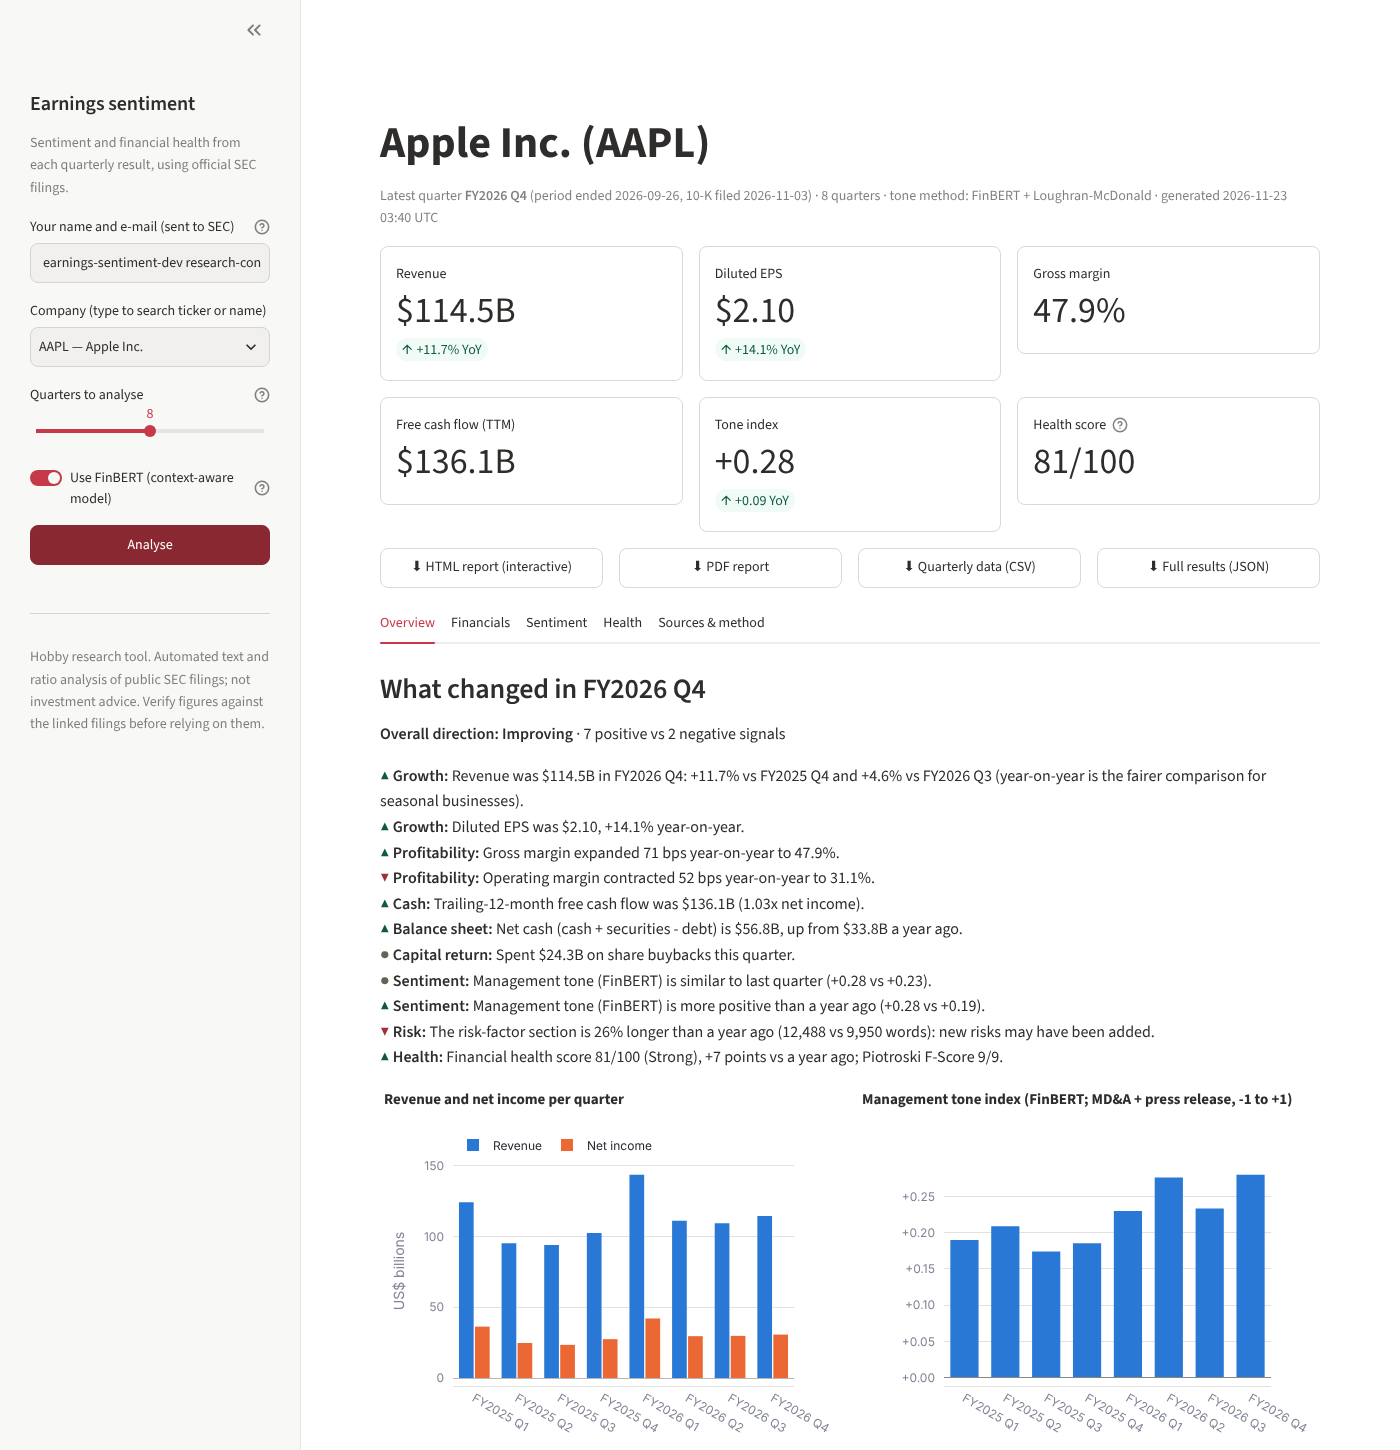 Earnings sentiment
Sentiment and financial health from
each quarterly result, using official SEC
filings.
Your name and e-mail (sent to SEC)
earnings-sentiment-dev research-con
Company (type to search ticker or name)
AAPL — Apple Inc.
Quarters to analyse
8
Use FinBERT (context-aware
model)
Analyse
Hobby research tool. Automated text and
ratio analysis of public SEC filings; not
investment advice. Verify figures against
the linked filings before relying on them.
Apple Inc. (AAPL)
Latest quarter FY2026 Q4 (period ended 2026-09-26, 10-K filed 2026-11-03) · 8 quarters · tone method: FinBERT + Loughran-McDonald · generated 2026-11-23
03:40 UTC
Revenue
$114.5B
↑ +11.7% YoY
Diluted EPS
$2.10
↑ +14.1% YoY
Gross margin
47.9%
Free cash flow (TTM)
$136.1B
Tone index
+0.28
↑ +0.09 YoY
Health score
81/100
⬇ HTML report (interactive)
⬇ PDF report
⬇ Quarterly data (CSV)
⬇ Full results (JSON)
Overview Financials Sentiment Health Sources & method
What changed in FY2026 Q4
Overall direction: Improving · 7 positive vs 2 negative signals
▲ Growth: Revenue was $114.5B in FY2026 Q4: +11.7% vs FY2025 Q4 and +4.6% vs FY2026 Q3 (year-on-year is the fairer comparison for
seasonal businesses).
▲ Growth: Diluted EPS was $2.10, +14.1% year-on-year.
▲ Profitability: Gross margin expanded 71 bps year-on-year to 47.9%.
▼ Profitability: Operating margin contracted 52 bps year-on-year to 31.1%.
▲ Cash: Trailing-12-month free cash flow was $136.1B (1.03x net income).
▲ Balance sheet: Net cash (cash + securities - debt) is $56.8B, up from $33.8B a year ago.
● Capital return: Spent $24.3B on share buybacks this quarter.
● Sentiment: Management tone (FinBERT) is similar to last quarter (+0.28 vs +0.23).
▲ Sentiment: Management tone (FinBERT) is more positive than a year ago (+0.28 vs +0.19).
▼ Risk: The risk-factor section is 26% longer than a year ago (12,488 vs 9,950 words): new risks may have been added.
▲ Health: Financial health score 81/100 (Strong), +7 points vs a year ago; Piotroski F-Score 9/9.
Revenue and net income per quarter
Revenue Net income
150
100
50
0
US$ billions
FY2025 Q1
FY2025 Q2
FY2025 Q3
FY2025 Q4
FY2026 Q1
FY2026 Q2
FY2026 Q3
FY2026 Q4
Management tone index (FinBERT; MD&A + press release, -1 to +1)
+0.25
+0.20
+0.15
+0.10
+0.05
+0.00
FY2025 Q1
FY2025 Q2
FY2025 Q3
FY2025 Q4
FY2026 Q1
FY2026 Q2
FY2026 Q3
FY2026 Q4